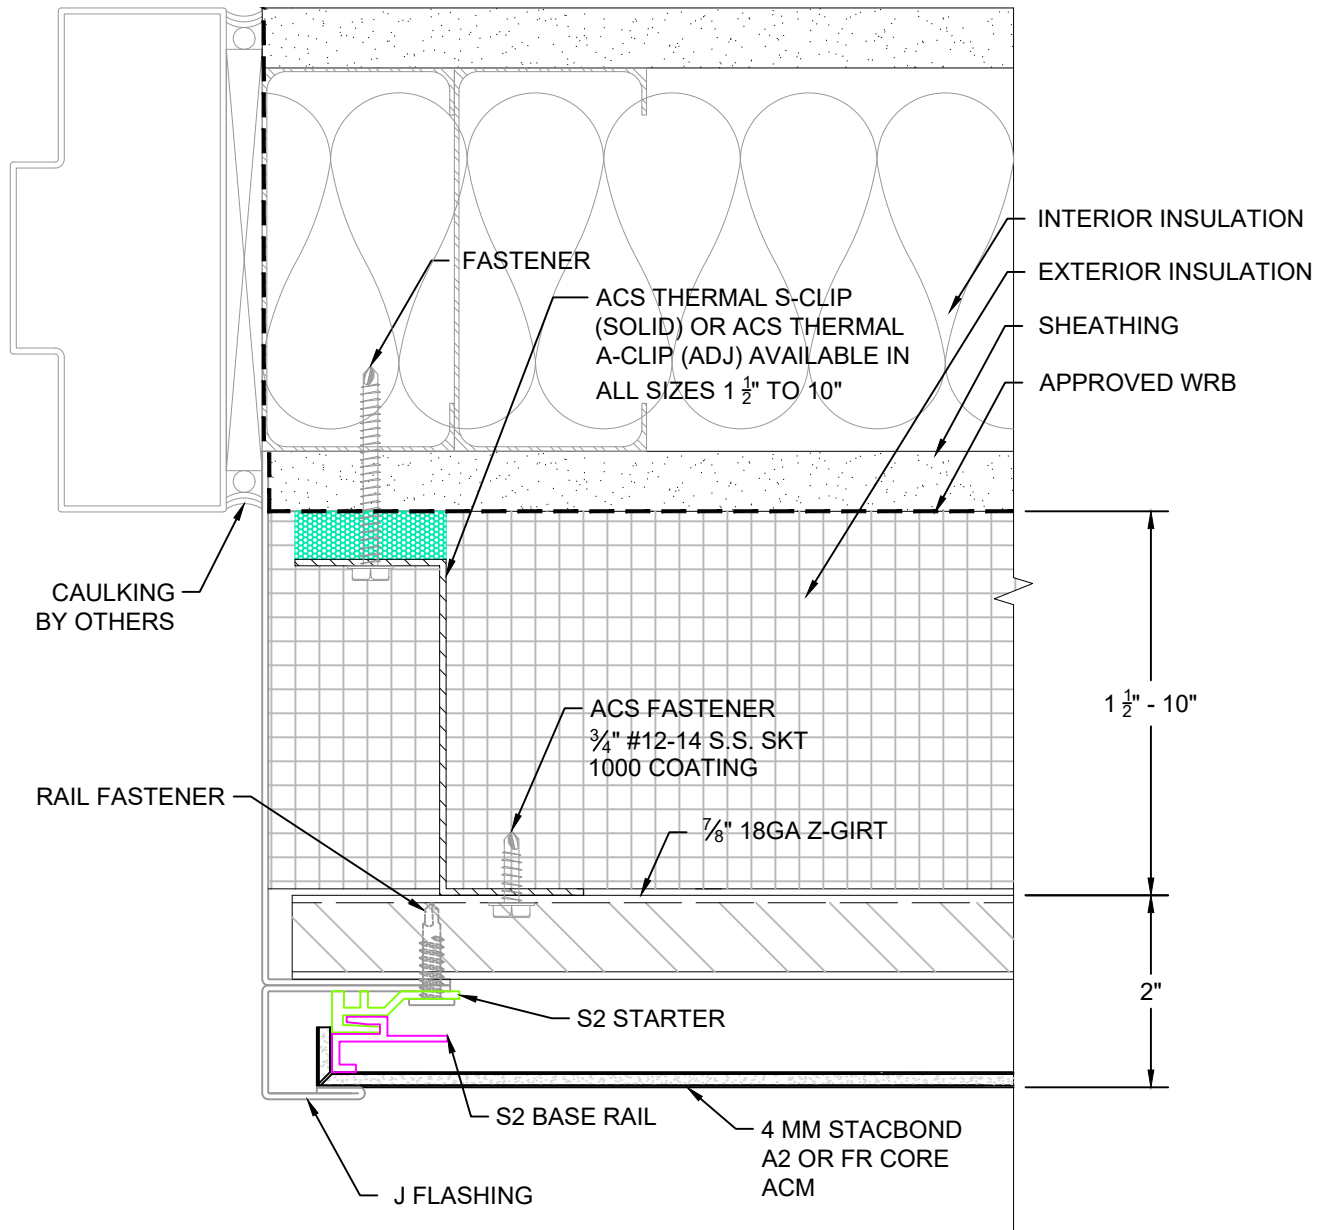 INTERIOR INSULATION
FASTENER
EXTERIOR INSULATION
ACS THERMAL S-CLIP
(SOLID) OR ACS THERMAL
A-CLIP (ADJ) AVAILABLE IN
ALL SIZES 1 1/2" TO 10"
SHEATHING
APPROVED WRB
CAULKING
BY OTHERS
1 1/2" - 10"
ACS FASTENER
3/4" #12-14 S.S. SKT
1000 COATING
RAIL FASTENER
7/8" 18GA Z-GIRT
2"
S2 STARTER
S2 BASE RAIL
4 MM STACBOND
A2 OR FR CORE
ACM
J FLASHING